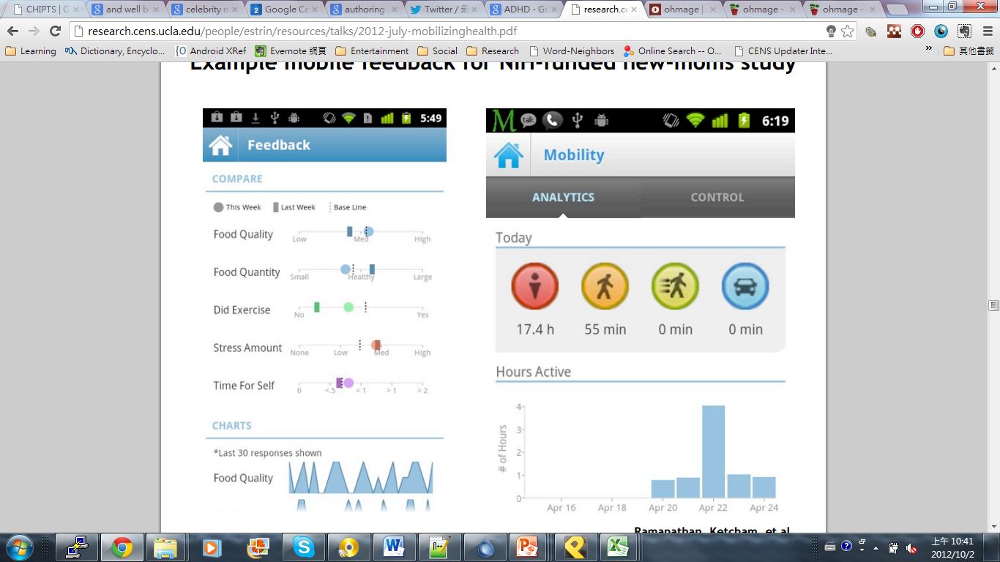 CHIPTS | C
and well b
celebrity n
Google Ca
authoring
Twitter /
ADHD - Go
research.ce
ohmage |
ohmage -
ohmage -
research.cens.ucla.edu/people/estrin/resources/talks/2012-july-mobilizinghealth.pdf
Learning
Dictionary, Encyclo...
Android XRef
Evernote 網頁
Entertainment
Social
Research
Word-Neighbors
Online Search -- O...
CENS Updater Inte...
»
其他書籤
Example mobile feedback for NIH-funded new-moms study
5:49
Feedback
COMPARE
This Week Last Week Base Line
Food Quality
Low Med High
Food Quantity
Small Healthy Large
Did Exercise
No Yes
Stress Amount
None Low Med High
Time For Self
0 <.5 < 1 > 1 > 2
CHARTS
*Last 30 responses shown
Food Quality
talk
6:19
Mobility
ANALYTICS CONTROL
Today
17.4 h 55 min 0 min 0 min
Hours Active
# of Hours
4
3
2
1
0
Apr 16 Apr 18 Apr 20 Apr 22 Apr 24
Ramanathan, Ketcham, et al
上午 10:41
2012/10/2